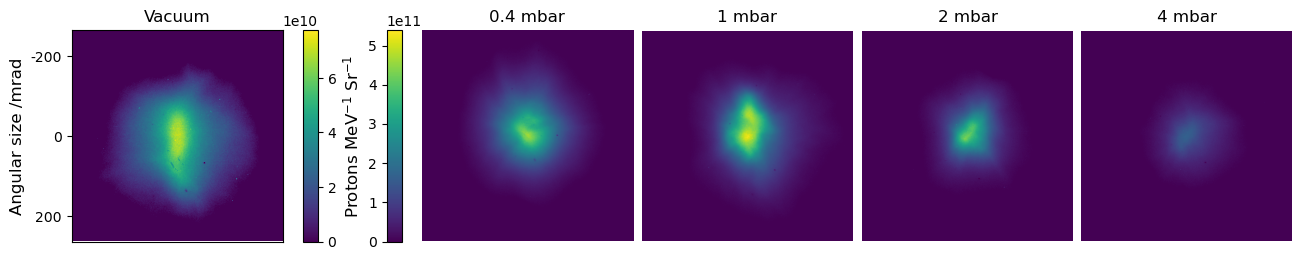 Vacuum
1e10
1e11
0.4 mbar
1 mbar
2 mbar
4 mbar
Angular size /mrad
-200
0
200
6
4
2
0
Protons MeV⁻¹ Sr⁻¹
5
4
3
2
1
0